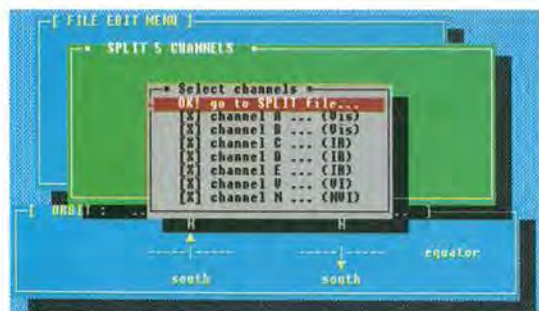 [ FILE EDIT MENU ]
SPLIT 5 CHANNELS
Select channels
OK! go to SPLIT file...
[X] channel A ... (Vis)
[X] channel B ... (Vis)
[X] channel C ... (IR)
[X] channel D ... (IR)
[X] channel E ... (IR)
[X] channel V ... (VI)
[X] channel N ... (NVI)
[ ORBIT :
N N
equator
south south